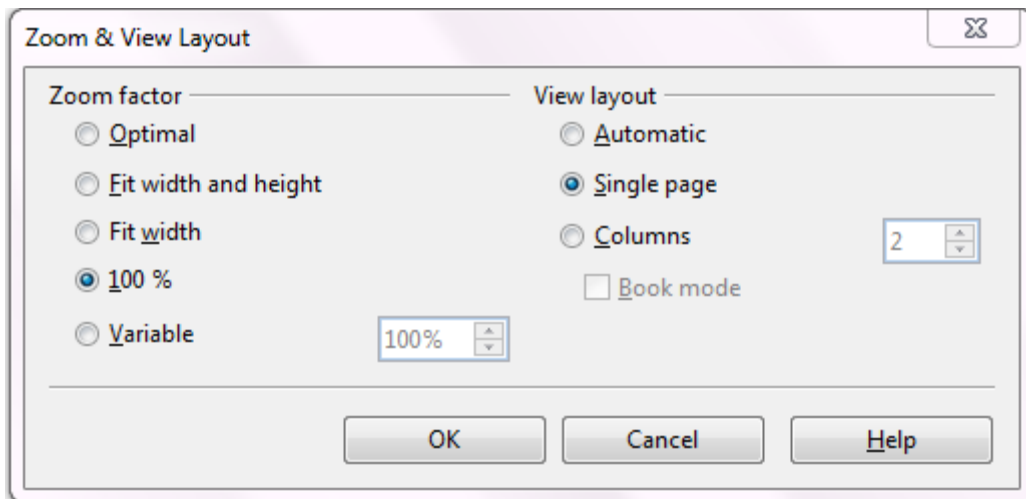 Zoom & View Layout
Zoom factor
Optimal
Fit width and height
Fit width
100 %
Variable 100%
View layout
Automatic
Single page
Columns 2
Book mode
OK Cancel Help